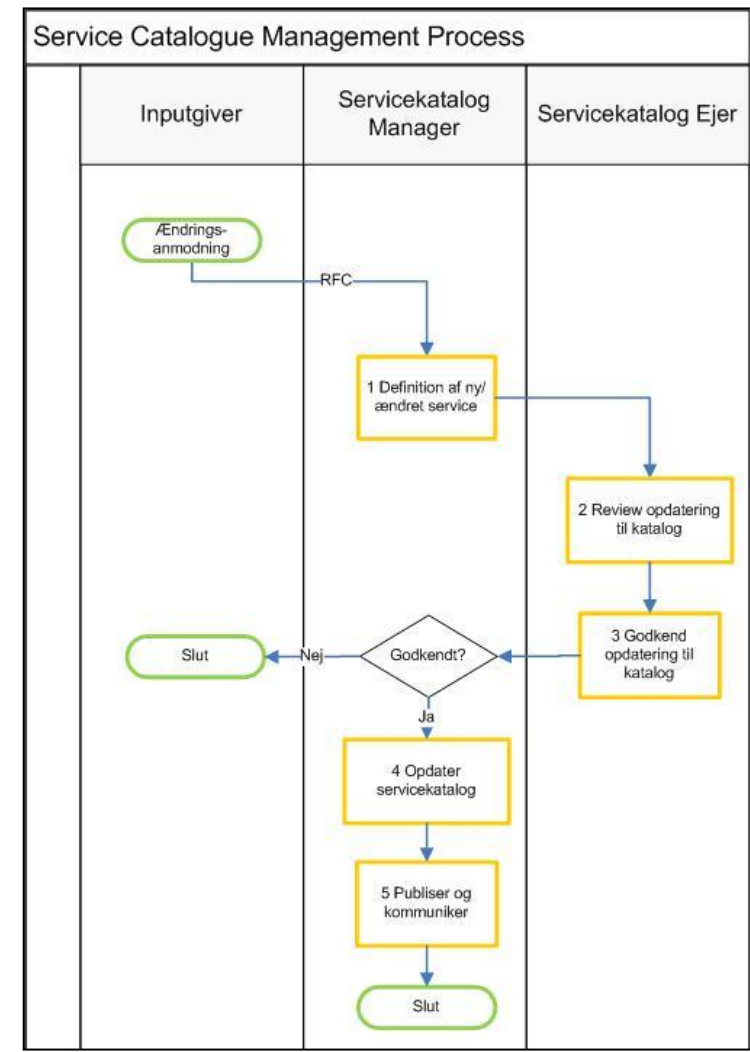 Service Catalogue Management Process
Inputgiver
Servicekatalog
Manager
Servicekatalog Ejer
Ændrings-
anmodning
RFC
1 Definition af ny/
ændret service
2 Review opdatering
til katalog
3 Godkend
opdatering til
katalog
Godkendt?
Nej
Slut
Ja
4 Opdater
servicekatalog
5 Publiser og
kommuniker
Slut